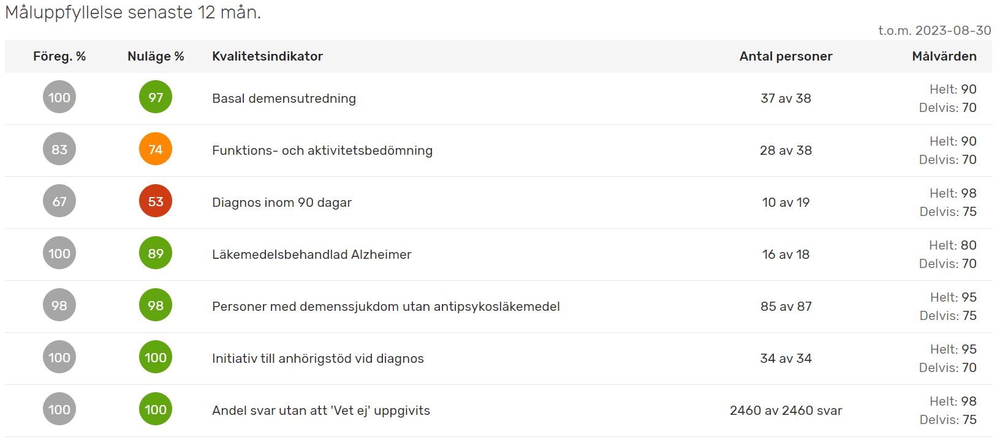 Måluppfyllelse senaste 12 mån.
t.o.m. 2023-08-30
Föreg. % Nuläge % Kvalitetsindikator Antal personer Målvärden
100 97 Basal demensutredning 37 av 38 Helt: 90
Delvis: 70
83 74 Funktions- och aktivitetsbedömning 28 av 38 Helt: 90
Delvis: 70
67 53 Diagnos inom 90 dagar 10 av 19 Helt: 98
Delvis: 75
100 89 Läkemedelsbehandlad Alzheimer 16 av 18 Helt: 80
Delvis: 70
98 98 Personer med demenssjukdom utan antipsykosläkemedel 85 av 87 Helt: 95
Delvis: 75
100 100 Initiativ till anhörigstöd vid diagnos 34 av 34 Helt: 95
Delvis: 70
100 100 Andel svar utan att 'Vet ej' uppgivits 2460 av 2460 svar Helt: 98
Delvis: 75